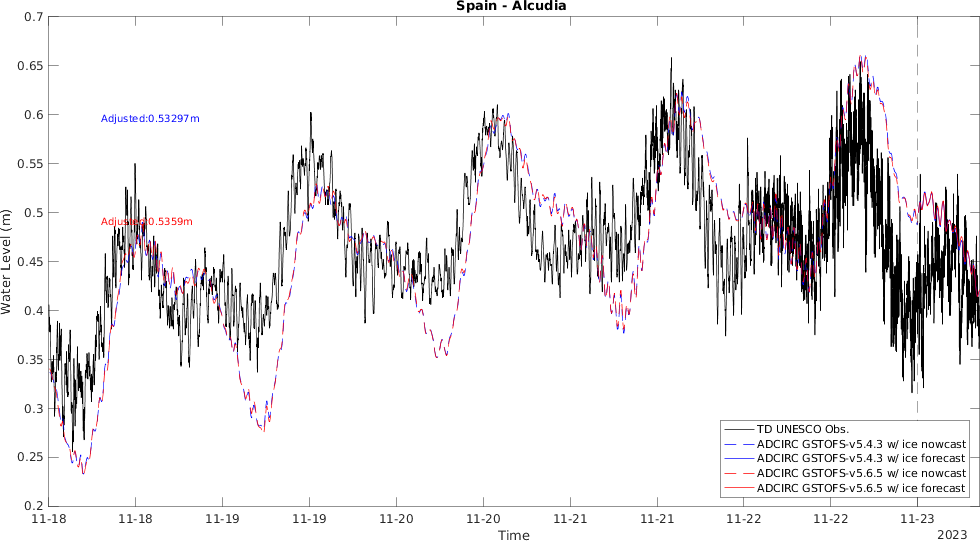 Spain - Alcudia
0.7
0.65
0.6
0.55
0.5
0.45
0.4
0.35
0.3
0.25
0.2
Water Level (m)
Adjusted:0.53297m
Adjusted:0.5359m
TD UNESCO Obs.
ADCIRC GSTOFS-v5.4.3 w/ ice nowcast
ADCIRC GSTOFS-v5.4.3 w/ ice forecast
ADCIRC GSTOFS-v5.6.5 w/ ice nowcast
ADCIRC GSTOFS-v5.6.5 w/ ice forecast
11-18 11-18 11-19 11-19 11-20 11-20 11-21 11-21 11-22 11-22 11-23
Time
2023